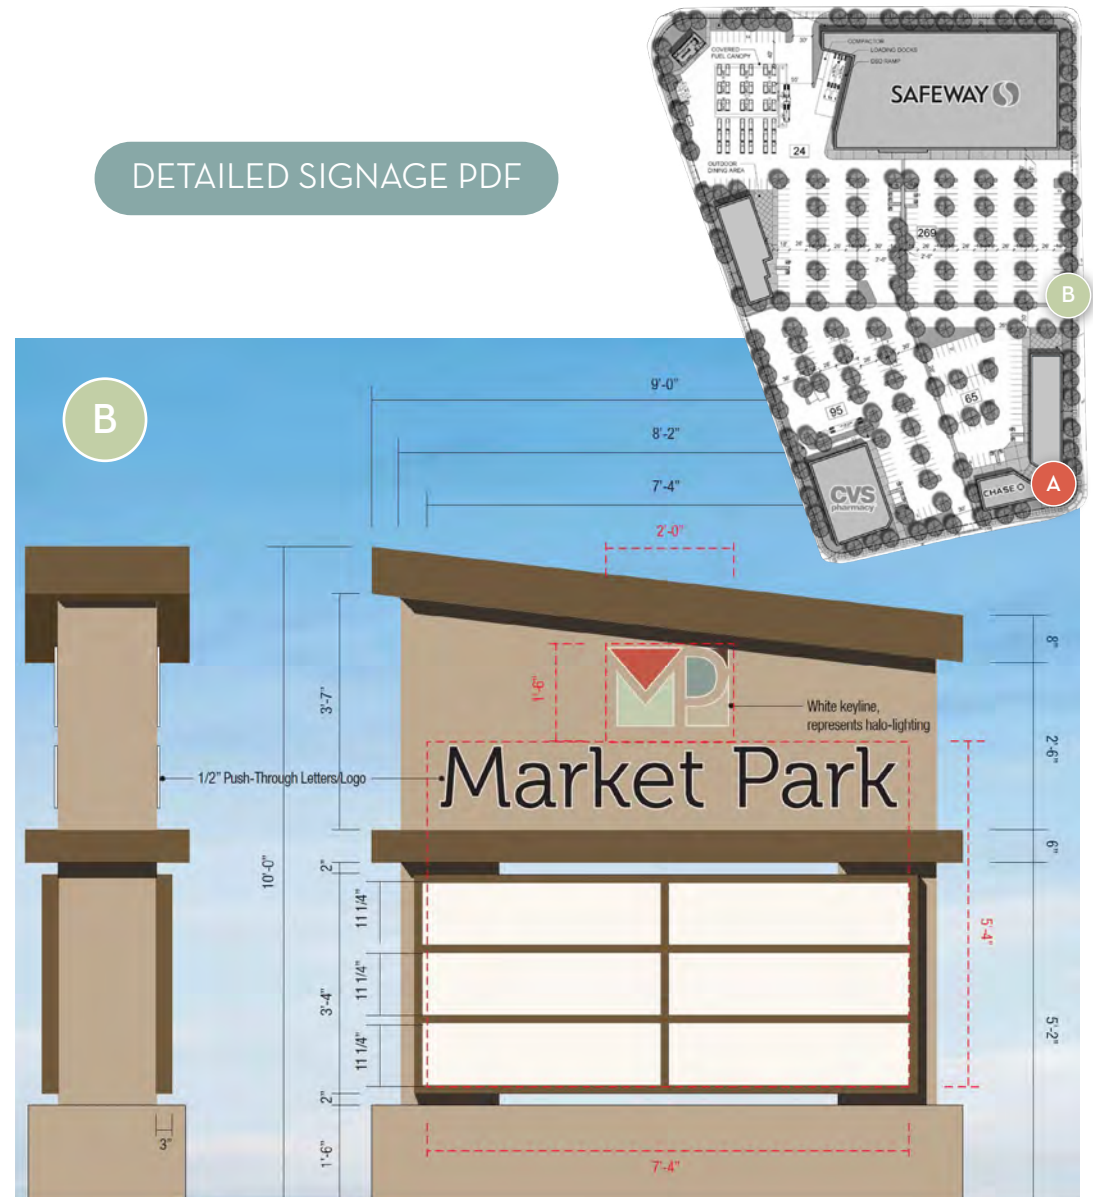 DETAILED SIGNAGE PDF
COMPACTOR
LOADING DOCKS
COVERED
FUEL CANOPY
SAFEWAY
24
OUTDOOR
DINING AREA
269
B
95
65
CVS
pharmacy
CHASE
A
B
9'-0"
8'-2"
7'-4"
2'-0"
8"
3'-7"
1'-6"
White keyline,
represents halo-lighting
2'-6"
1/2" Push-Through Letters/Logo
MP
Market Park
10'-0"
6"
2"
11 1/4"
11 1/4"
11 1/4"
3'-4"
5'-4"
5'-2"
2"
3"
1'-6"
7'-4"